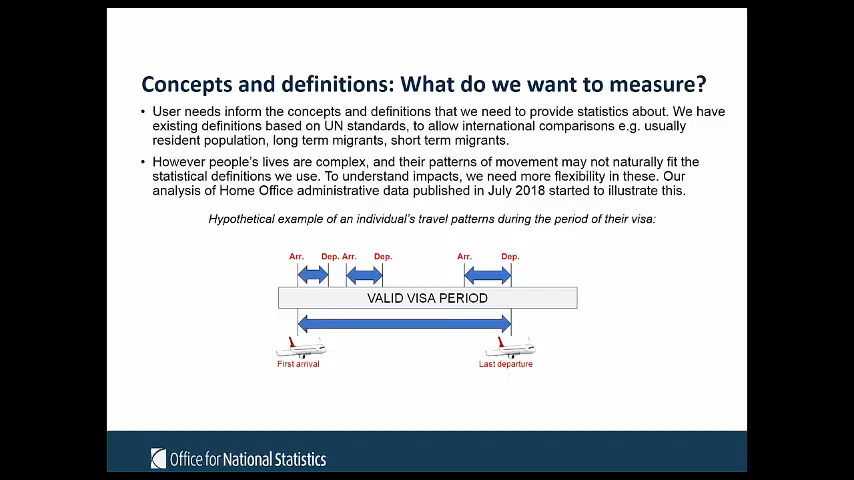 Concepts and definitions: What do we want to measure?
• User needs inform the concepts and definitions that we need to provide statistics about. We have
existing definitions based on UN standards, to allow international comparisons e.g. usually
resident population, long term migrants, short term migrants.
• However people's lives are complex, and their patterns of movement may not naturally fit the
statistical definitions we use. To understand impacts, we need more flexibility in these. Our
analysis of Home Office administrative data published in July 2018 started to illustrate this.
Hypothetical example of an individual's travel patterns during the period of their visa:
Arr. Dep. Arr. Dep. Arr. Dep.
VALID VISA PERIOD
First arrival Last departure
Office for National Statistics